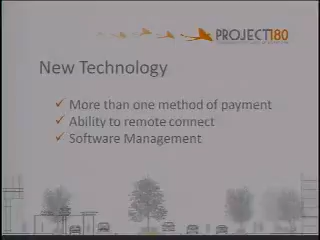 PROJECT180
New Technology
✓ More than one method of payment
✓ Ability to remote connect
✓ Software Management